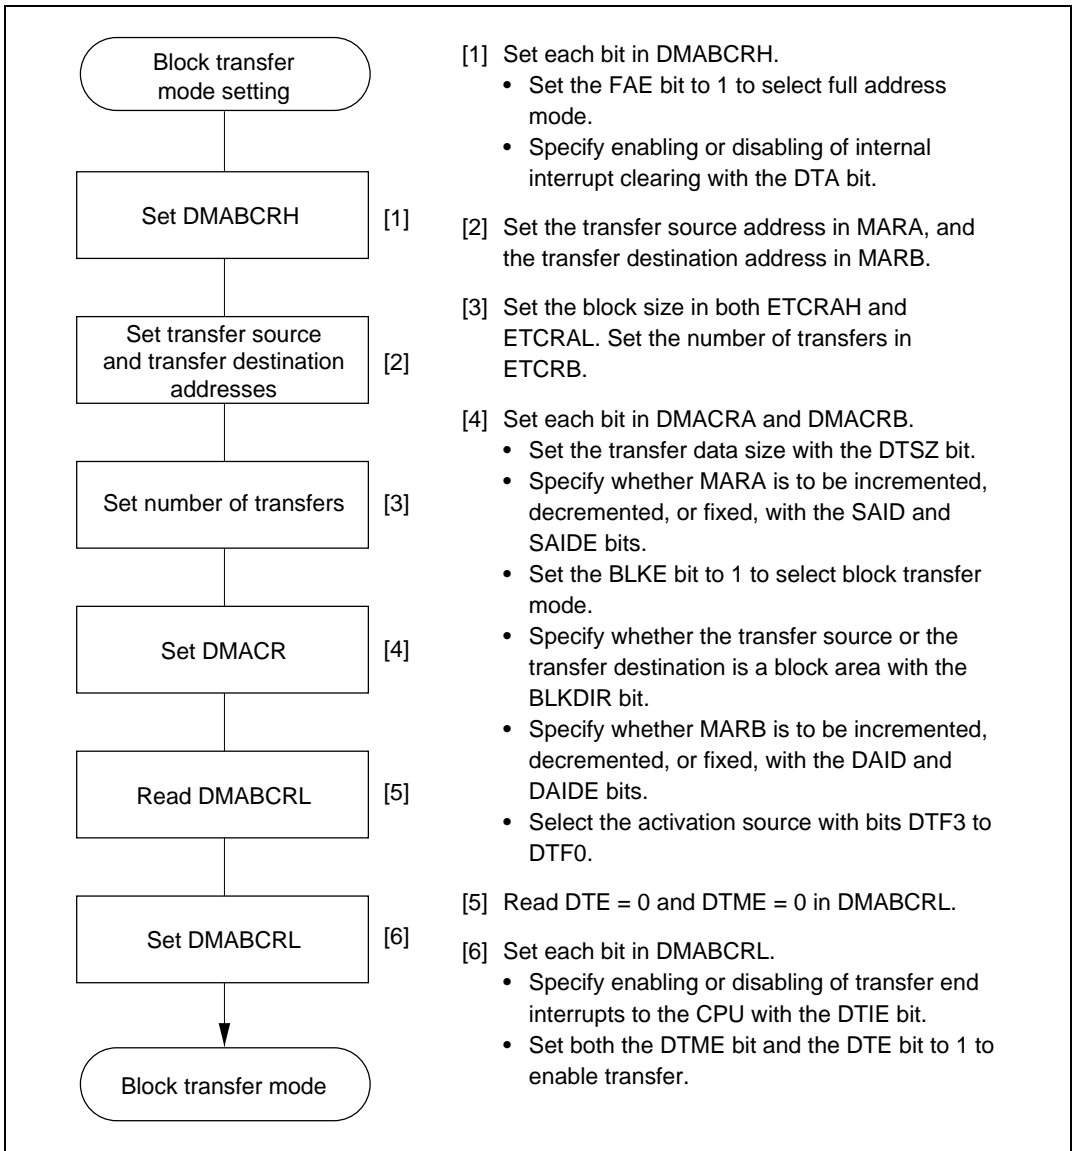 Block transfer
mode setting
Set DMABCRH
[1]
Set transfer source
and transfer destination
addresses
[2]
Set number of transfers
[3]
Set DMACR
[4]
Read DMABCRL
[5]
Set DMABCRL
[6]
Block transfer mode
[1] Set each bit in DMABCRH.
• Set the FAE bit to 1 to select full address
mode.
• Specify enabling or disabling of internal
interrupt clearing with the DTA bit.
[2] Set the transfer source address in MARA, and
the transfer destination address in MARB.
[3] Set the block size in both ETCRAH and
ETCRAL. Set the number of transfers in
ETCRB.
[4] Set each bit in DMACRA and DMACRB.
• Set the transfer data size with the DTSZ bit.
• Specify whether MARA is to be incremented,
decremented, or fixed, with the SAID and
SAIDE bits.
• Set the BLKE bit to 1 to select block transfer
mode.
• Specify whether the transfer source or the
transfer destination is a block area with the
BLKDIR bit.
• Specify whether MARB is to be incremented,
decremented, or fixed, with the DAID and
DAIDE bits.
• Select the activation source with bits DTF3 to
DTF0.
[5] Read DTE = 0 and DTME = 0 in DMABCRL.
[6] Set each bit in DMABCRL.
• Specify enabling or disabling of transfer end
interrupts to the CPU with the DTIE bit.
• Set both the DTME bit and the DTE bit to 1 to
enable transfer.